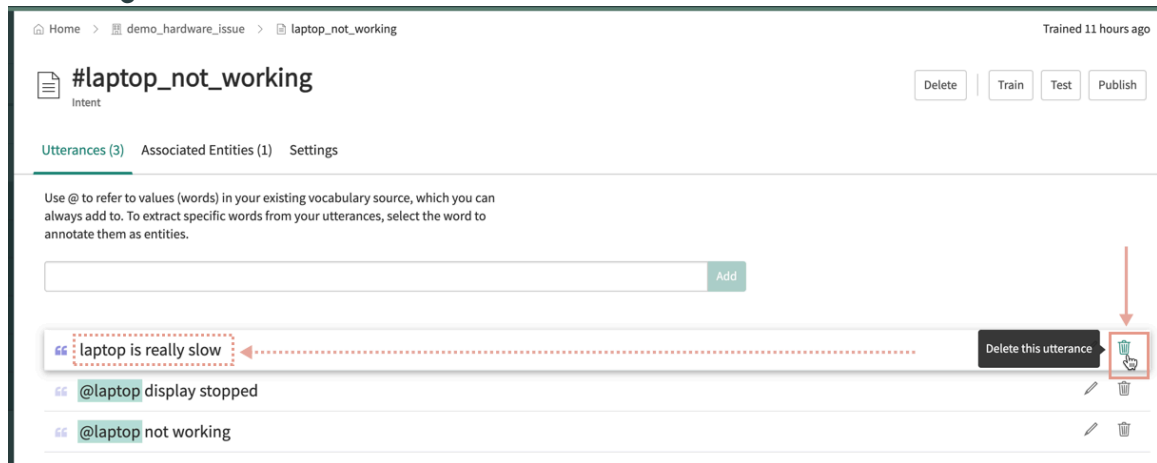 Home > demo_hardware_issue > laptop_not_working
Trained 11 hours ago
#laptop_not_working
Intent
Delete
Train
Test
Publish
Utterances (3)
Associated Entities (1)
Settings
Use @ to refer to values (words) in your existing vocabulary source, which you can
always add to. To extract specific words from your utterances, select the word to
annotate them as entities.
Add
laptop is really slow
Delete this utterance
@laptop display stopped
@laptop not working